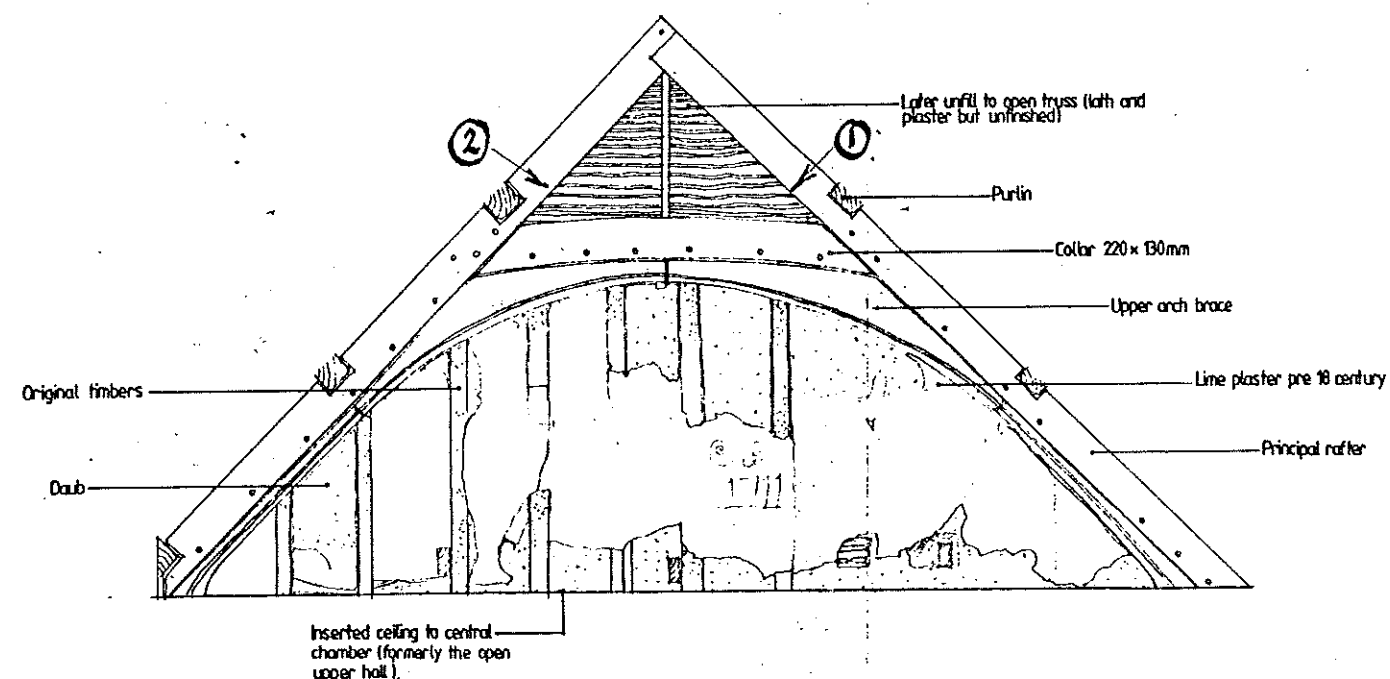 Later unfill to open truss (lath and
plaster but unfinished)
2
1
Purlin
Collar 220 x 130mm
Upper arch brace
Original timbers
Lime plaster pre 18 century
Principal rafter
Daub
1711
Inserted ceiling to central
chamber (formerly the open
upper hall).